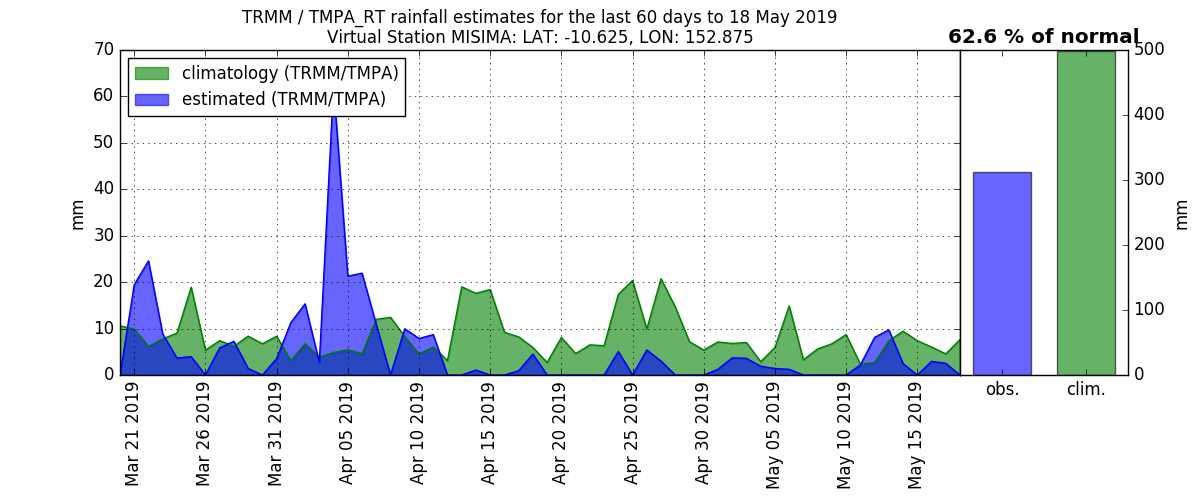 TRMM / TMPA_RT rainfall estimates for the last 60 days to 18 May 2019
Virtual Station MISIMA: LAT: -10.625, LON: 152.875
62.6 % of normal
climatology (TRMM/TMPA)
estimated (TRMM/TMPA)
70
60
50
40
30
20
10
0
mm
Mar 21 2019
Mar 26 2019
Mar 31 2019
Apr 05 2019
Apr 10 2019
Apr 15 2019
Apr 20 2019
Apr 25 2019
Apr 30 2019
May 05 2019
May 10 2019
May 15 2019
500
400
300
200
100
0
mm
obs.
clim.